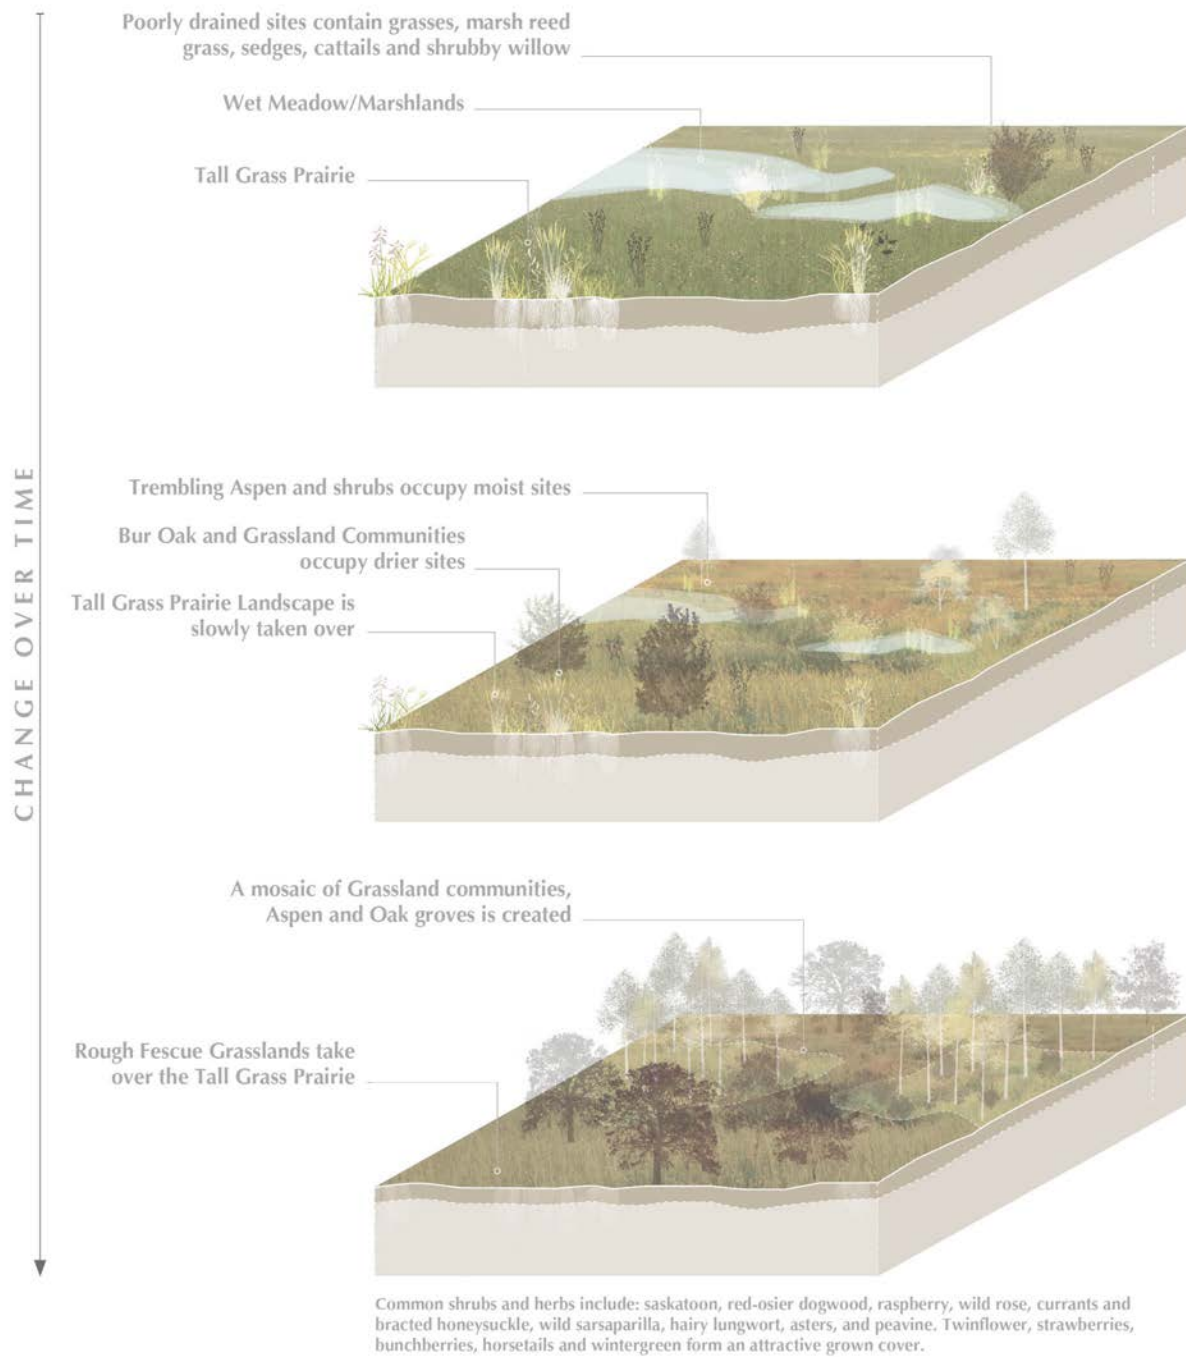 Poorly drained sites contain grasses, marsh reed
grass, sedges, cattails and shrubby willow
Wet Meadow/Marshlands
Tall Grass Prairie
CHANGE OVER TIME
Trembling Aspen and shrubs occupy moist sites
Bur Oak and Grassland Communities
occupy drier sites
Tall Grass Prairie Landscape is
slowly taken over
A mosaic of Grassland communities,
Aspen and Oak groves is created
Rough Fescue Grasslands take
over the Tall Grass Prairie
Common shrubs and herbs include: saskatoon, red-osier dogwood, raspberry, wild rose, currants and
bracted honeysuckle, wild sarsaparilla, hairy lungwort, asters, and peavine. Twinflower, strawberries,
bunchberries, horsetails and wintergreen form an attractive grown cover.